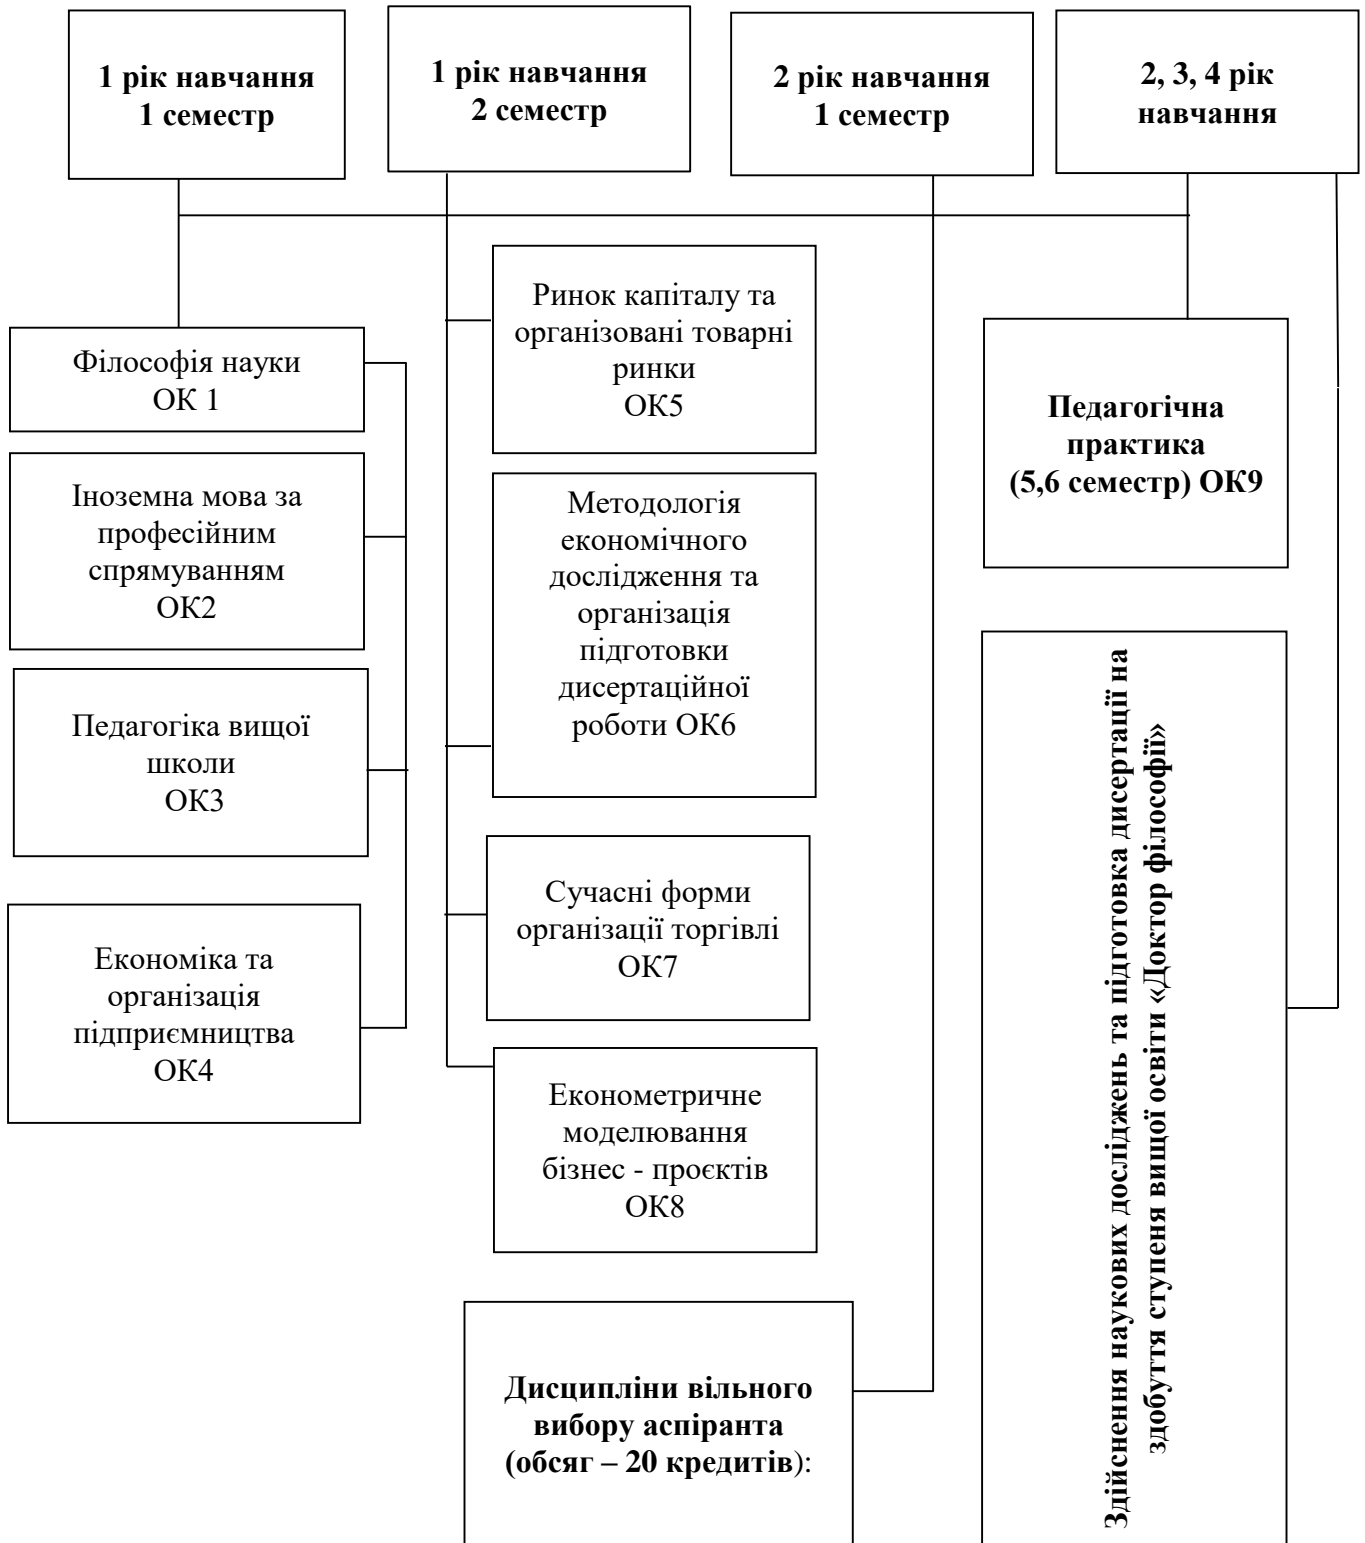 1 рік навчання
1 семестр
1 рік навчання
2 семестр
2 рік навчання
1 семестр
2, 3, 4 рік
навчання
Філософія науки
ОК 1
Іноземна мова за
професійним
спрямуванням
ОК2
Педагогіка вищої
школи
ОК3
Економіка та
організація
підприємництва
ОК4
Ринок капіталу та
організовані товарні
ринки
ОК5
Методологія
економічного
дослідження та
організація
підготовки
дисертаційної
роботи ОК6
Сучасні форми
організації торгівлі
ОК7
Економетричне
моделювання
бізнес - проєктів
ОК8
Дисципліни вільного
вибору аспіранта
(обсяг – 20 кредитів):
Педагогічна
практика
(5,6 семестр) ОК9
Здійснення наукових досліджень та підготовка дисертації на
здобуття ступеня вищої освіти «Доктор філософії»